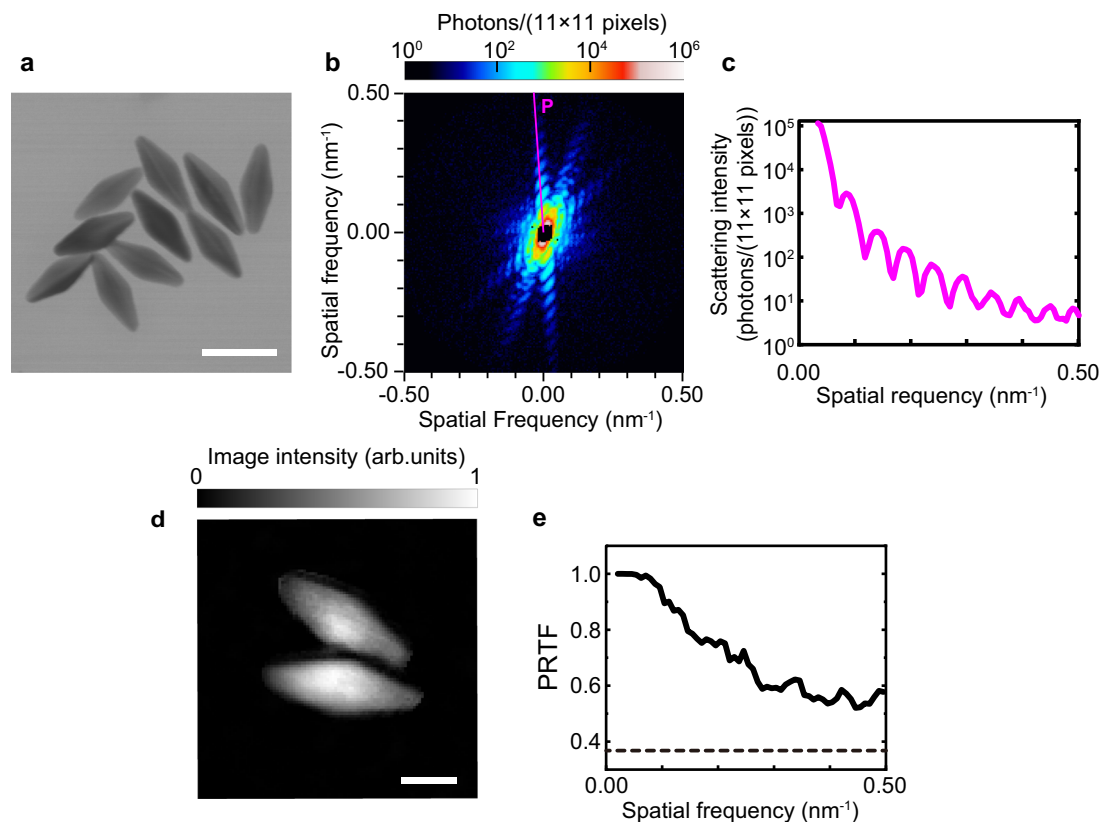 Photons/(11×11 pixels)
a
b
c
10⁰ 10² 10⁴ 10⁶
P
0.50
0.00
-0.50
Spatial frequency (nm⁻¹)
-0.50 0.00 0.50
Spatial Frequency (nm⁻¹)
Scattering intensity
(photons/(11×11 pixels))
10⁵
10⁴
10³
10²
10¹
10⁰
0.00 0.50
Spatial requency (nm⁻¹)
Image intensity (arb.units)
0 1
d
e
PRTF
1.0
0.8
0.6
0.4
0.00 0.50
Spatial frequency (nm⁻¹)